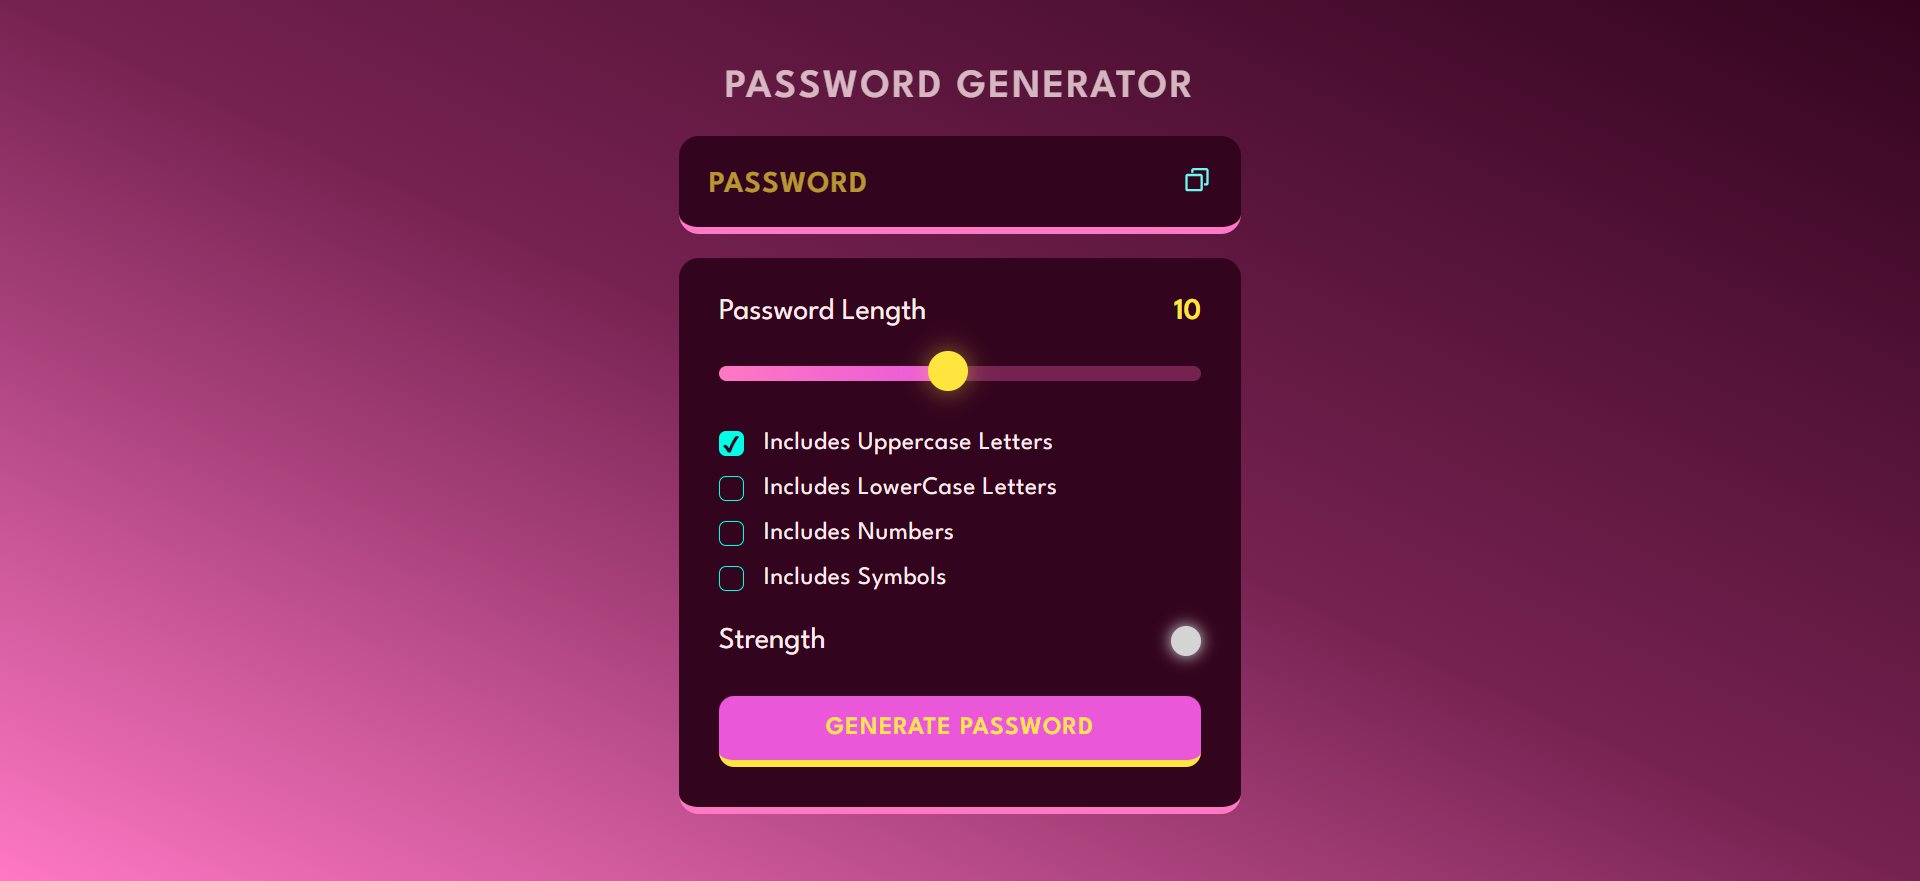 PASSWORD GENERATOR
PASSWORD
Password Length 10
Includes Uppercase Letters
Includes LowerCase Letters
Includes Numbers
Includes Symbols
Strength
GENERATE PASSWORD